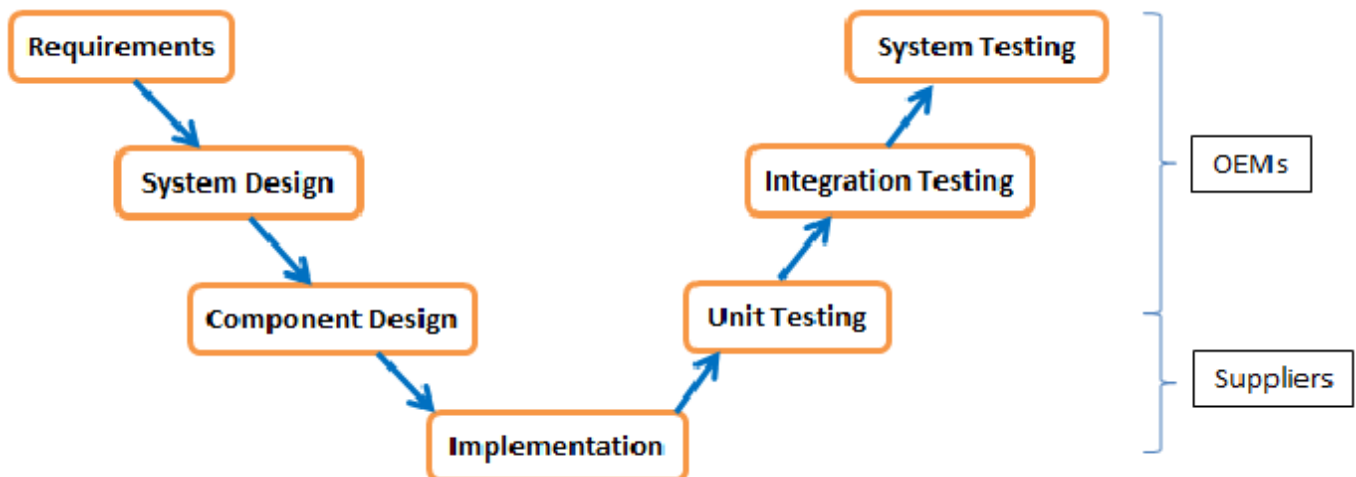 Requirements
System Testing
System Design
Integration Testing
OEMs
Component Design
Unit Testing
Suppliers
Implementation